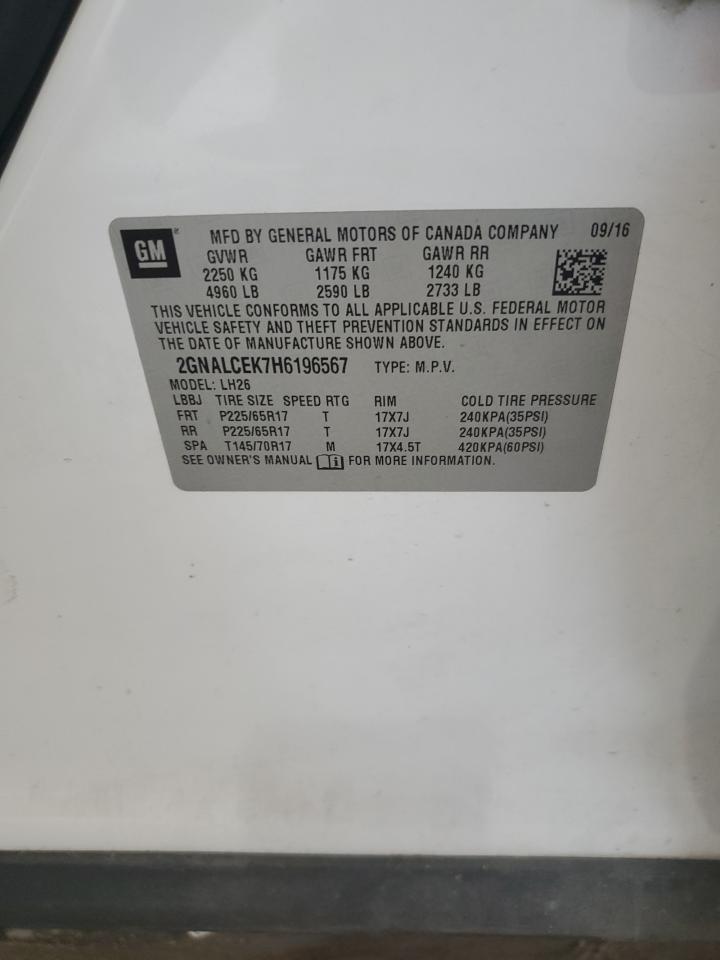 GM MFD BY GENERAL MOTORS OF CANADA COMPANY 09/16
GVWR GAWR FRT GAWR RR
2250 KG 1175 KG 1240 KG
4960 LB 2590 LB 2733 LB
THIS VEHICLE CONFORMS TO ALL APPLICABLE U.S. FEDERAL MOTOR
VEHICLE SAFETY AND THEFT PREVENTION STANDARDS IN EFFECT ON
THE DATE OF MANUFACTURE SHOWN ABOVE.
2GNALCEK7H6196567 TYPE: M.P.V.
MODEL: LH26
LBBJ TIRE SIZE SPEED RTG RIM COLD TIRE PRESSURE
FRT P225/65R17 T 17X7J 240KPA(35PSI)
RR P225/65R17 T 17X7J 240KPA(35PSI)
SPA T145/70R17 M 17X4.5T 420KPA(60PSI)
SEE OWNER'S MANUAL FOR MORE INFORMATION.